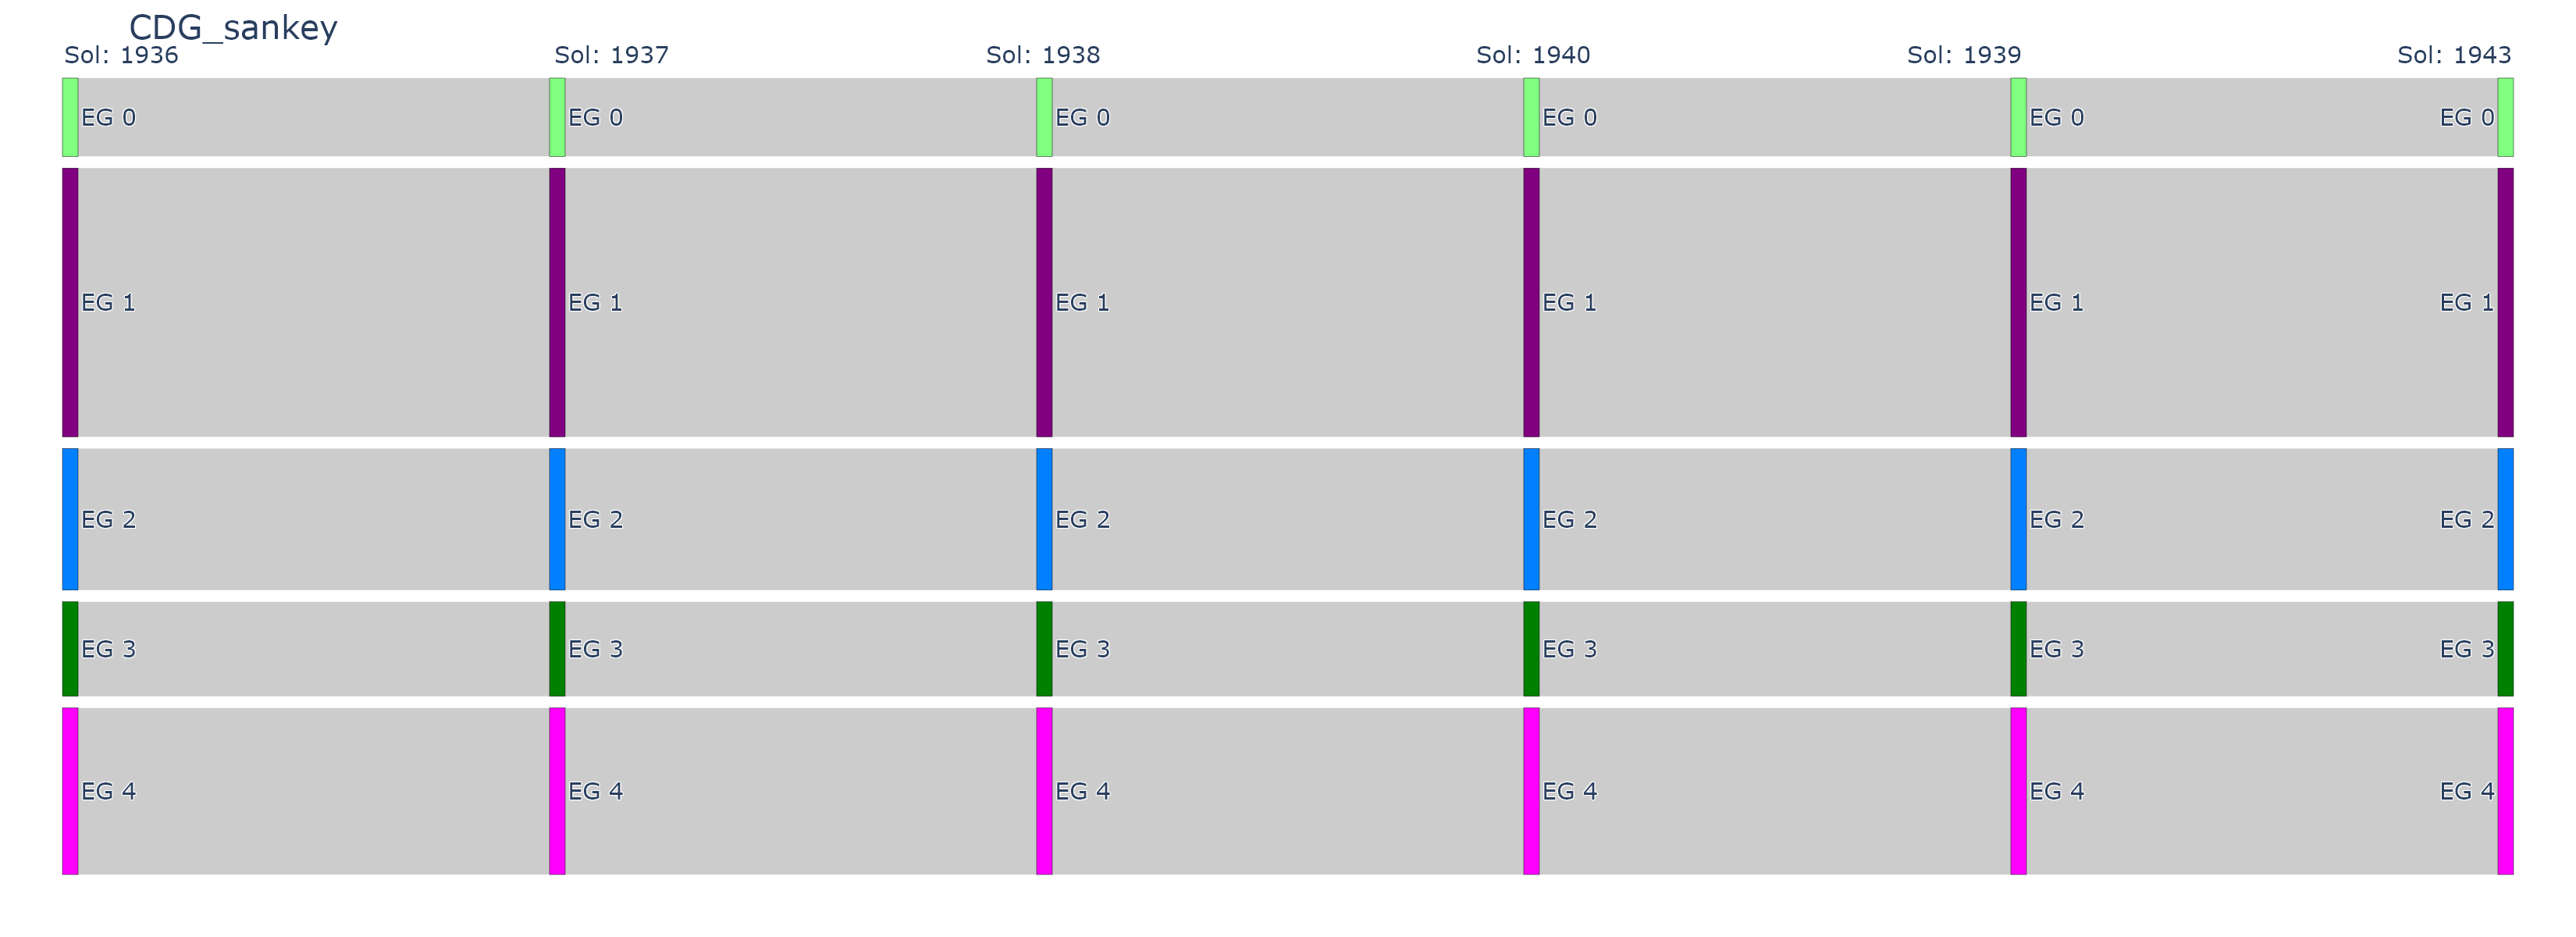 CDG_sankey
Sol: 1936 Sol: 1937 Sol: 1938 Sol: 1940 Sol: 1939 Sol: 1943
EG 0 EG 0 EG 0 EG 0 EG 0 EG 0
EG 1 EG 1 EG 1 EG 1 EG 1 EG 1
EG 2 EG 2 EG 2 EG 2 EG 2 EG 2
EG 3 EG 3 EG 3 EG 3 EG 3 EG 3
EG 4 EG 4 EG 4 EG 4 EG 4 EG 4